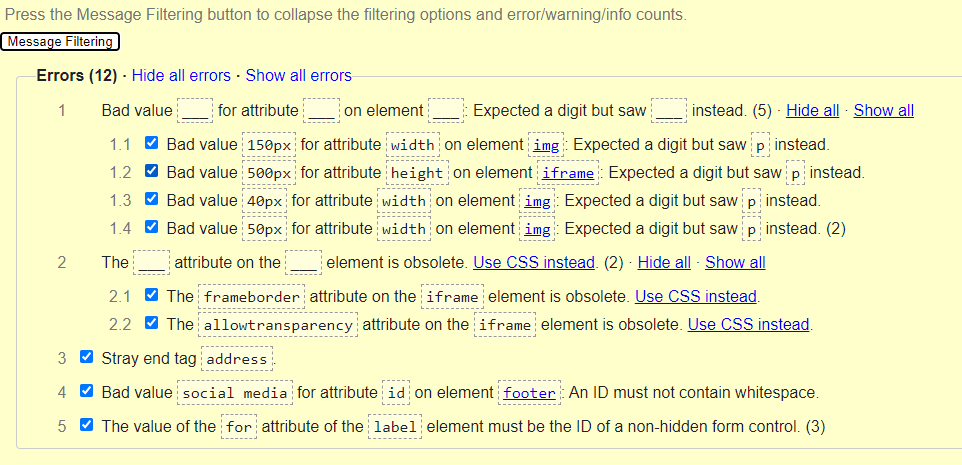 Press the Message Filtering button to collapse the filtering options and error/warning/info counts.
Message Filtering
Errors (12) · Hide all errors · Show all errors
1 Bad value ___ for attribute ___ on element ___: Expected a digit but saw ___ instead. (5) · Hide all · Show all
1.1 Bad value 150px for attribute width on element img: Expected a digit but saw p instead.
1.2 Bad value 500px for attribute height on element iframe: Expected a digit but saw p instead.
1.3 Bad value 40px for attribute width on element img: Expected a digit but saw p instead.
1.4 Bad value 50px for attribute width on element img: Expected a digit but saw p instead. (2)
2 The ___ attribute on the ___ element is obsolete. Use CSS instead. (2) · Hide all · Show all
2.1 The frameborder attribute on the iframe element is obsolete. Use CSS instead.
2.2 The allowtransparency attribute on the iframe element is obsolete. Use CSS instead.
3 Stray end tag address.
4 Bad value social media for attribute id on element footer: An ID must not contain whitespace.
5 The value of the for attribute of the label element must be the ID of a non-hidden form control. (3)